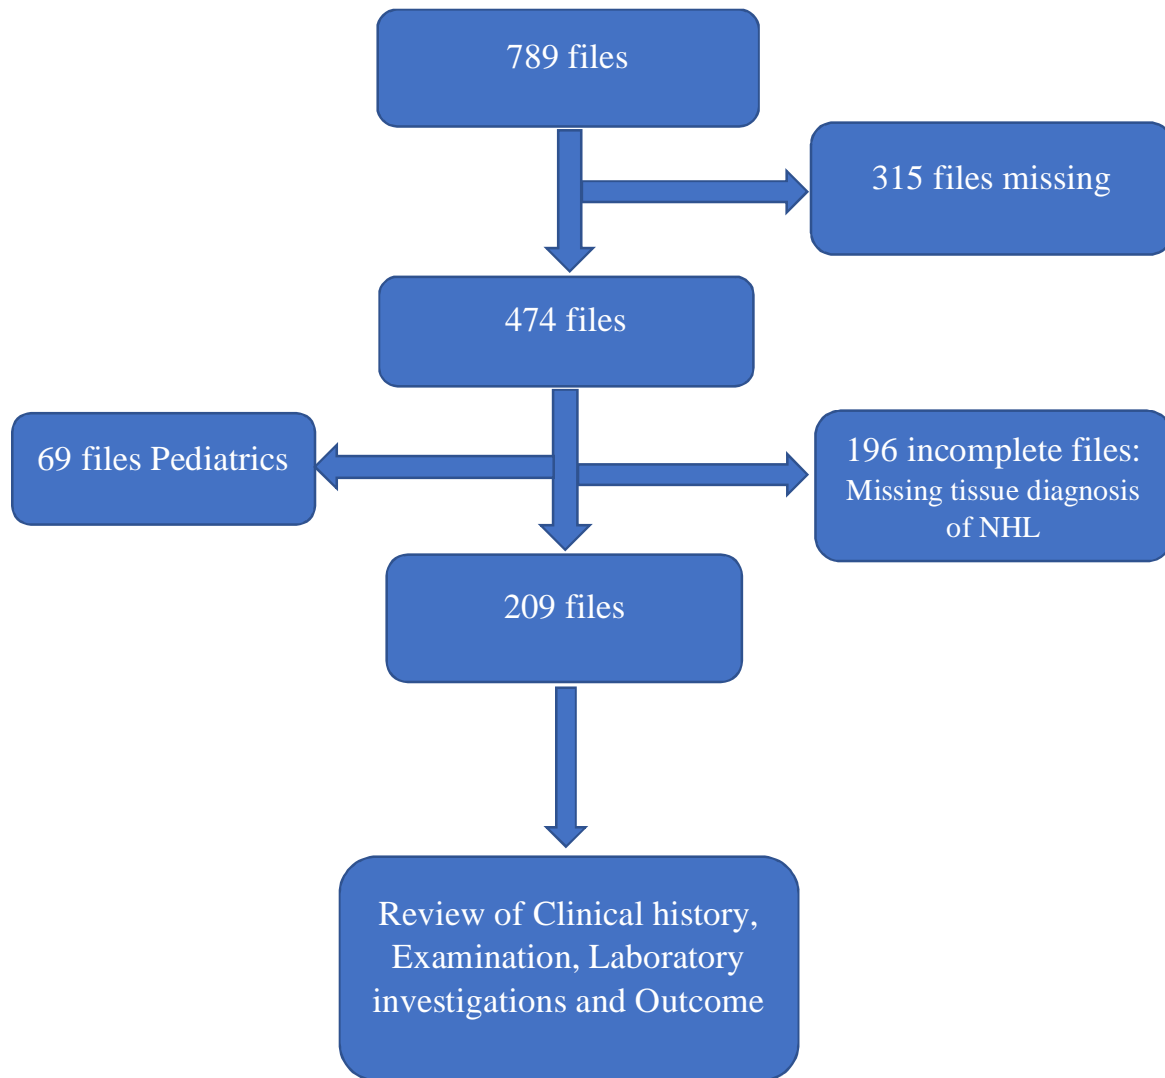 789 files
315 files missing
474 files
69 files Pediatrics
196 incomplete files:
Missing tissue diagnosis
of NHL
209 files
Review of Clinical history,
Examination, Laboratory
investigations and Outcome